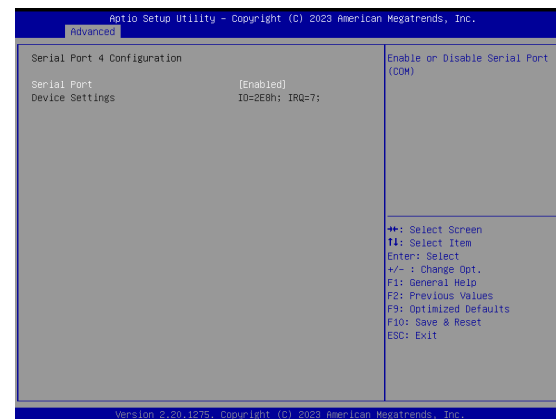 Aptio Setup Utility – Copyright (C) 2023 American Megatrends, Inc.
Advanced
Serial Port 4 Configuration
Serial Port [Enabled]
Device Settings IO=2E8h; IRQ=7;
Enable or Disable Serial Port
(COM)
→←: Select Screen
↑↓: Select Item
Enter: Select
+/- : Change Opt.
F1: General Help
F2: Previous Values
F9: Optimized Defaults
F10: Save & Reset
ESC: Exit
Version 2.20.1275. Copyright (C) 2023 American Megatrends, Inc.